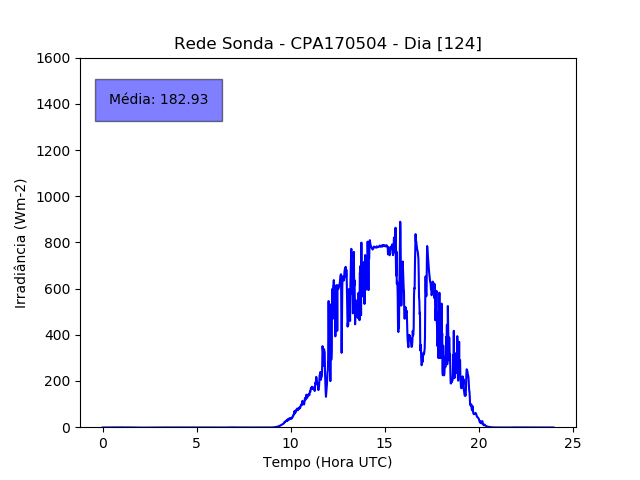 Rede Sonda - CPA170504 - Dia [124]
1600
1400
1200
1000
800
600
400
200
0
Média: 182.93
Irradiância (Wm-2)
0 5 10 15 20 25
Tempo (Hora UTC)